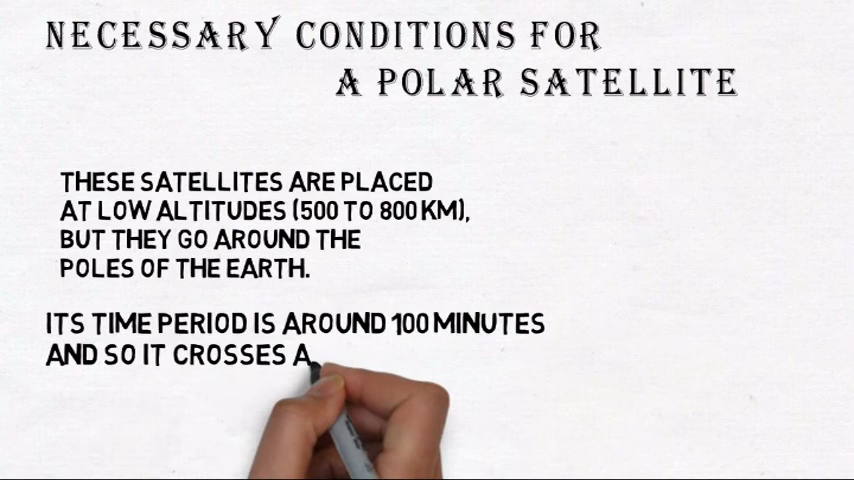 NECESSARY CONDITIONS FOR
A POLAR SATELLITE
THESE SATELLITES ARE PLACED
AT LOW ALTITUDES (500 TO 800 KM),
BUT THEY GO AROUND THE
POLES OF THE EARTH.
ITS TIME PERIOD IS AROUND 100 MINUTES
AND SO IT CROSSES A